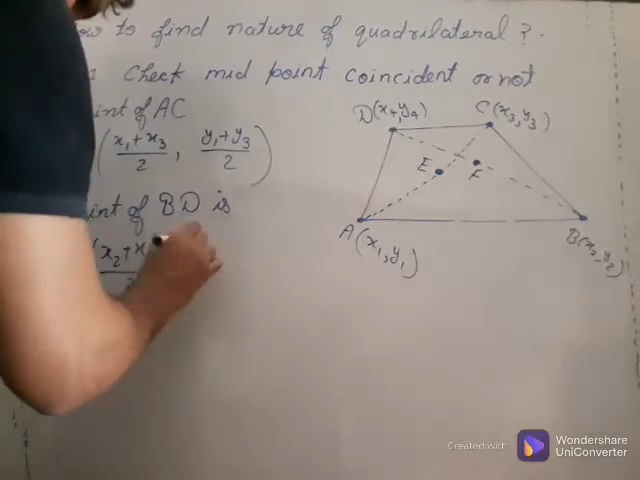 to find nature of quadrilateral ?.
Check mid point coincident or not
int of AC
( x₁ + x₃ / 2 , y₁ + y₃ / 2 )
int of BD is
( x₂ +
D(x₄,y₄)
C(x₃,y₃)
E
F
A(x₁,y₁)
B(x₂,y₂)
Created with
Wondershare
UniConverter